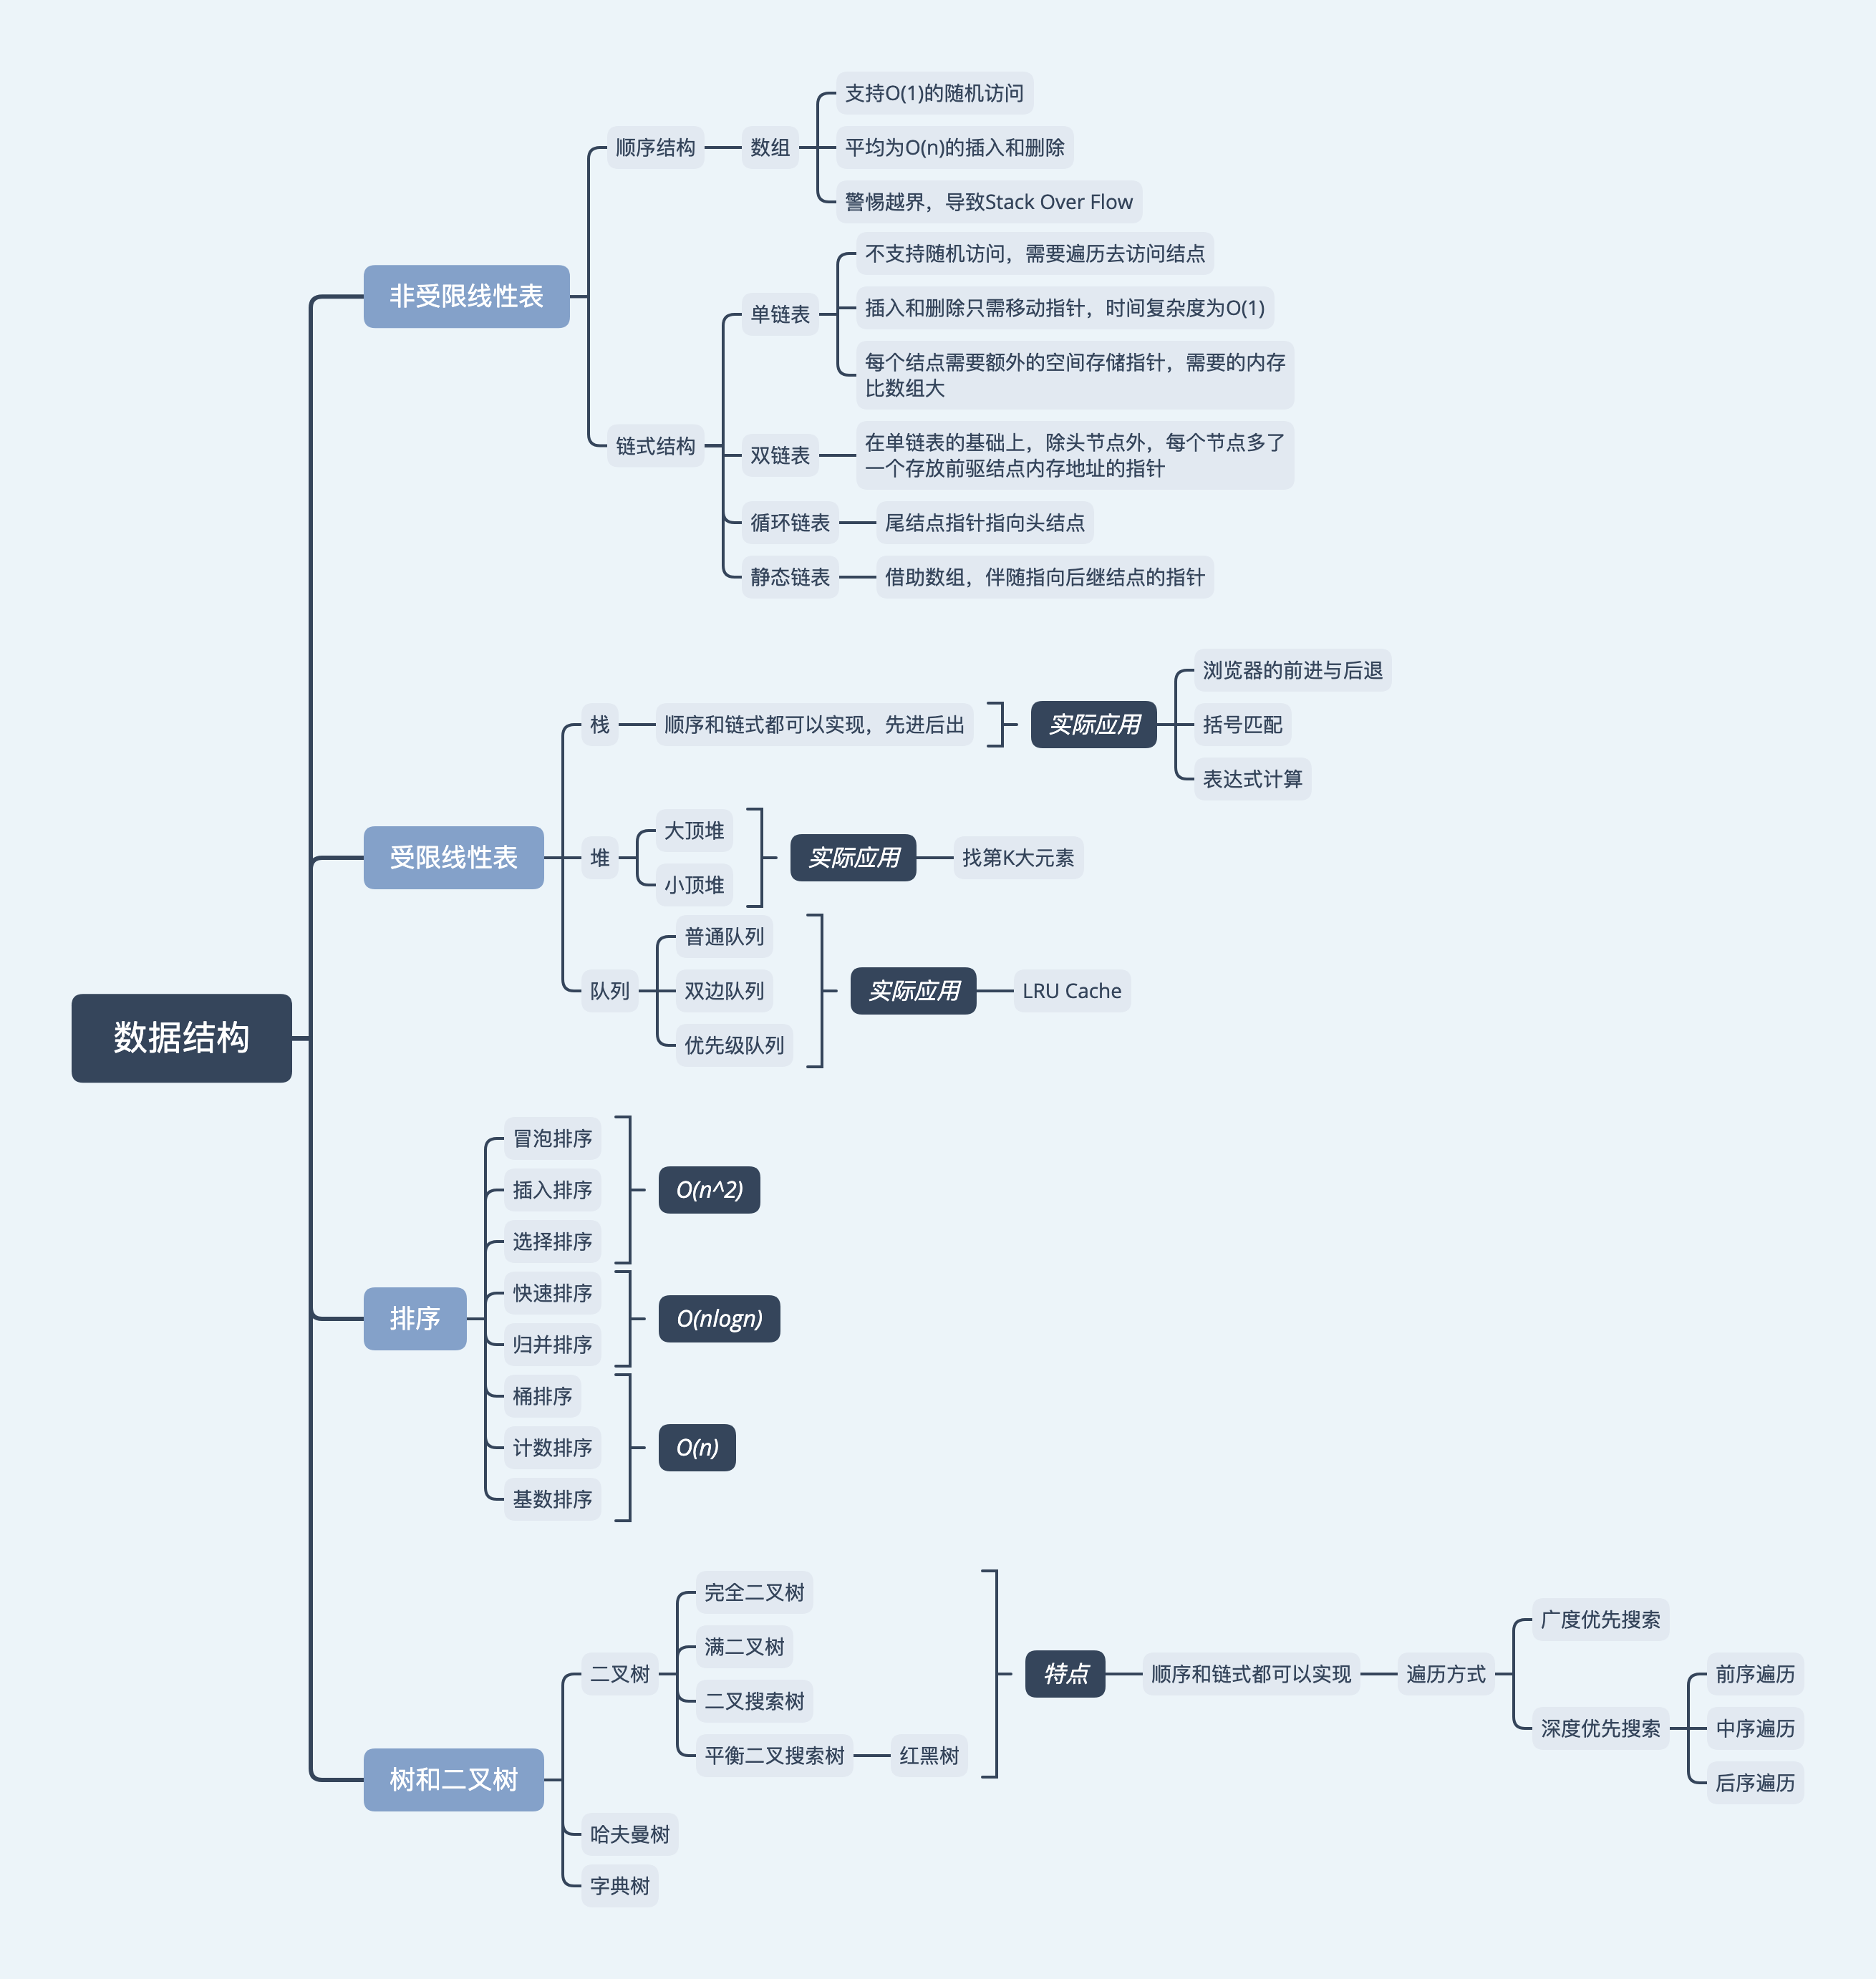 数据结构
非受限线性表
顺序结构
数组
支持O(1)的随机访问
平均为O(n)的插入和删除
警惕越界，导致Stack Over Flow
链式结构
单链表
不支持随机访问，需要遍历去访问结点
插入和删除只需移动指针，时间复杂度为O(1)
每个结点需要额外的空间存储指针，需要的内存
比数组大
双链表
在单链表的基础上，除头节点外，每个节点多了
一个存放前驱结点内存地址的指针
循环链表
尾结点指针指向头结点
静态链表
借助数组，伴随指向后继结点的指针
受限线性表
栈
顺序和链式都可以实现，先进后出
实际应用
浏览器的前进与后退
括号匹配
表达式计算
堆
大顶堆
小顶堆
实际应用
找第K大元素
队列
普通队列
双边队列
优先级队列
实际应用
LRU Cache
排序
冒泡排序
插入排序
选择排序
O(n^2)
快速排序
归并排序
O(nlogn)
桶排序
计数排序
基数排序
O(n)
树和二叉树
二叉树
完全二叉树
满二叉树
二叉搜索树
平衡二叉搜索树
红黑树
特点
顺序和链式都可以实现
遍历方式
广度优先搜索
深度优先搜索
前序遍历
中序遍历
后序遍历
哈夫曼树
字典树